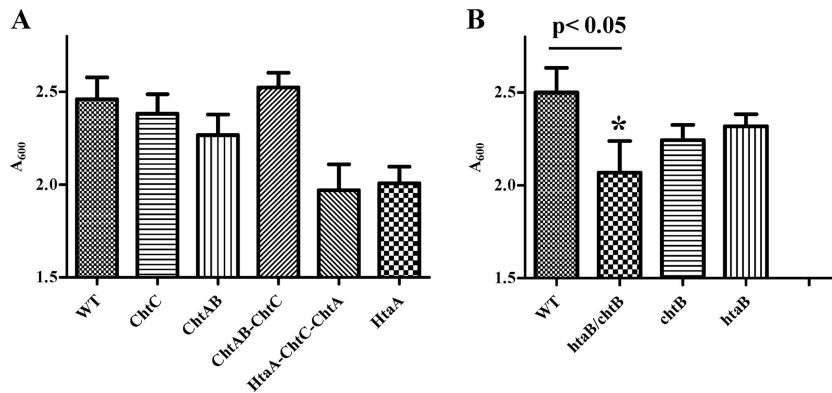 A
A600
2.5
2.0
1.5
WT
ChtC
ChtAB
ChtAB-ChtC
HtaA-ChtC-ChtA
HtaA
B
p< 0.05
*
A600
2.5
2.0
1.5
WT
htaB/chtB
chtB
htaB